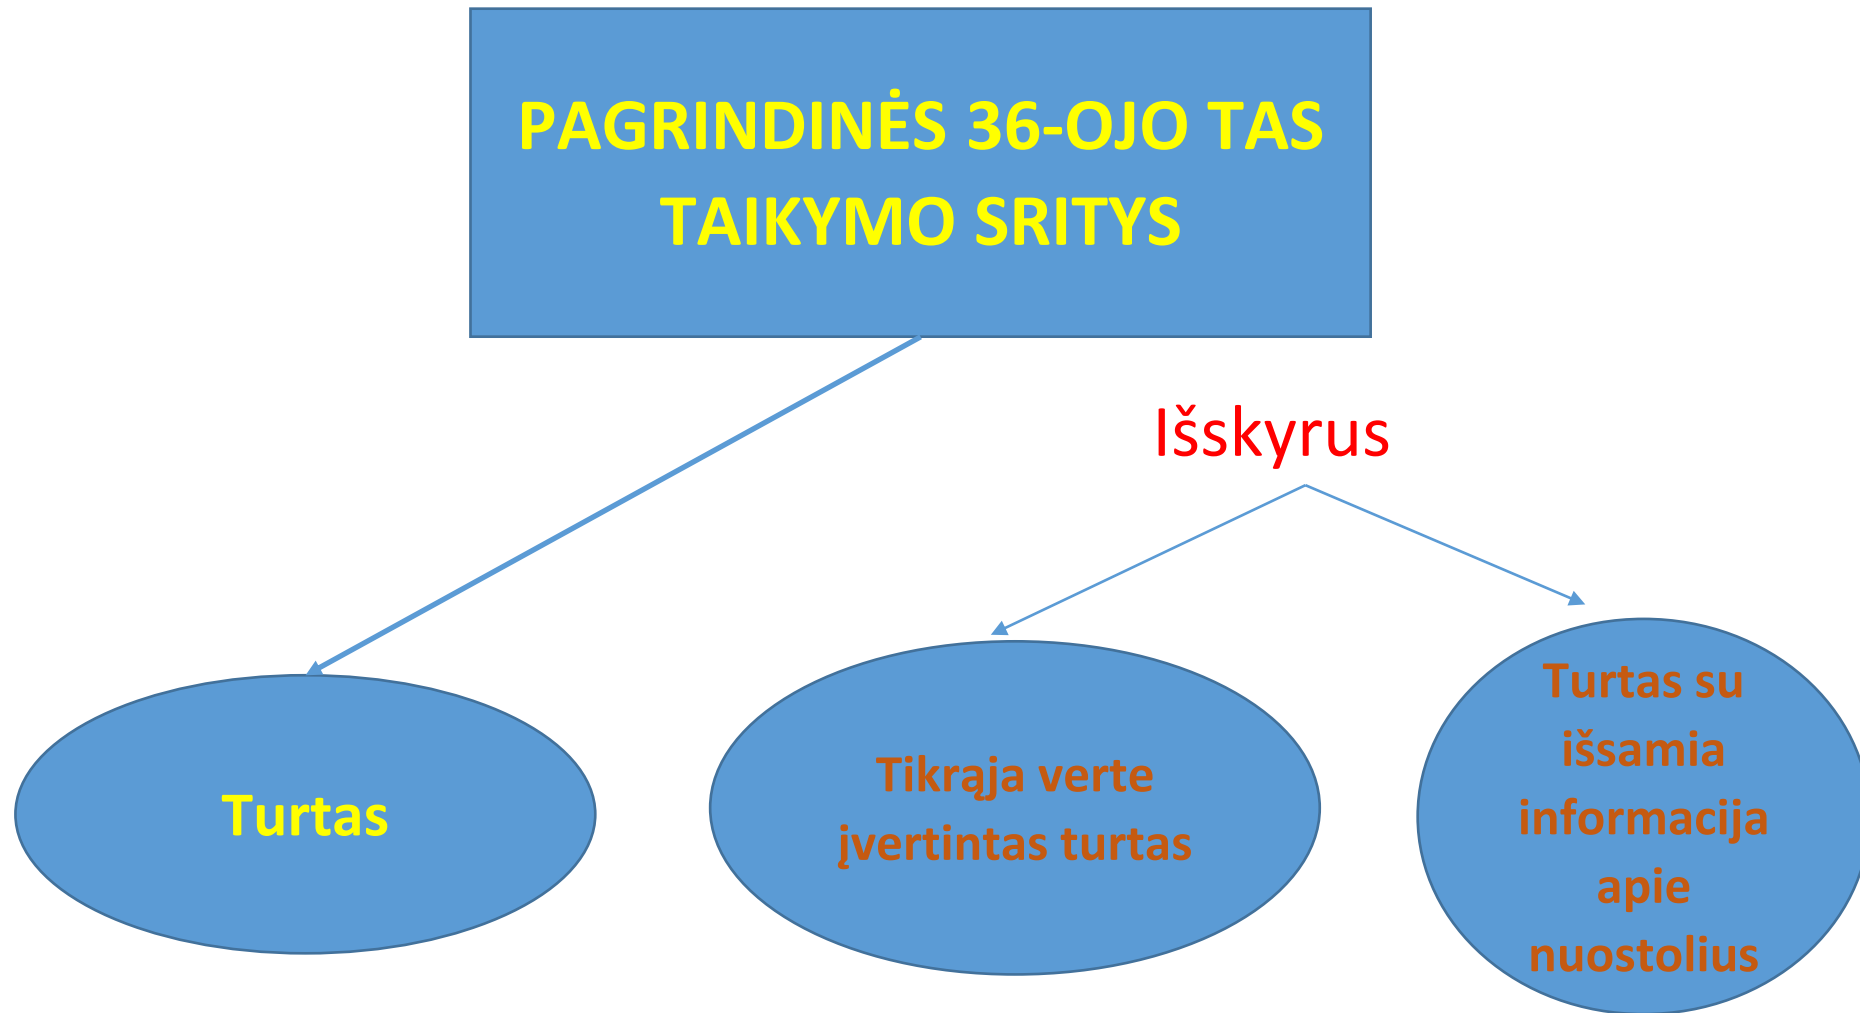 PAGRINDINĖS 36-OJO TAS
TAIKYMO SRITYS
Išskyrus
Turtas
Tikrąja verte
įvertintas turtas
Turtas su
išsamia
informacija
apie
nuostolius